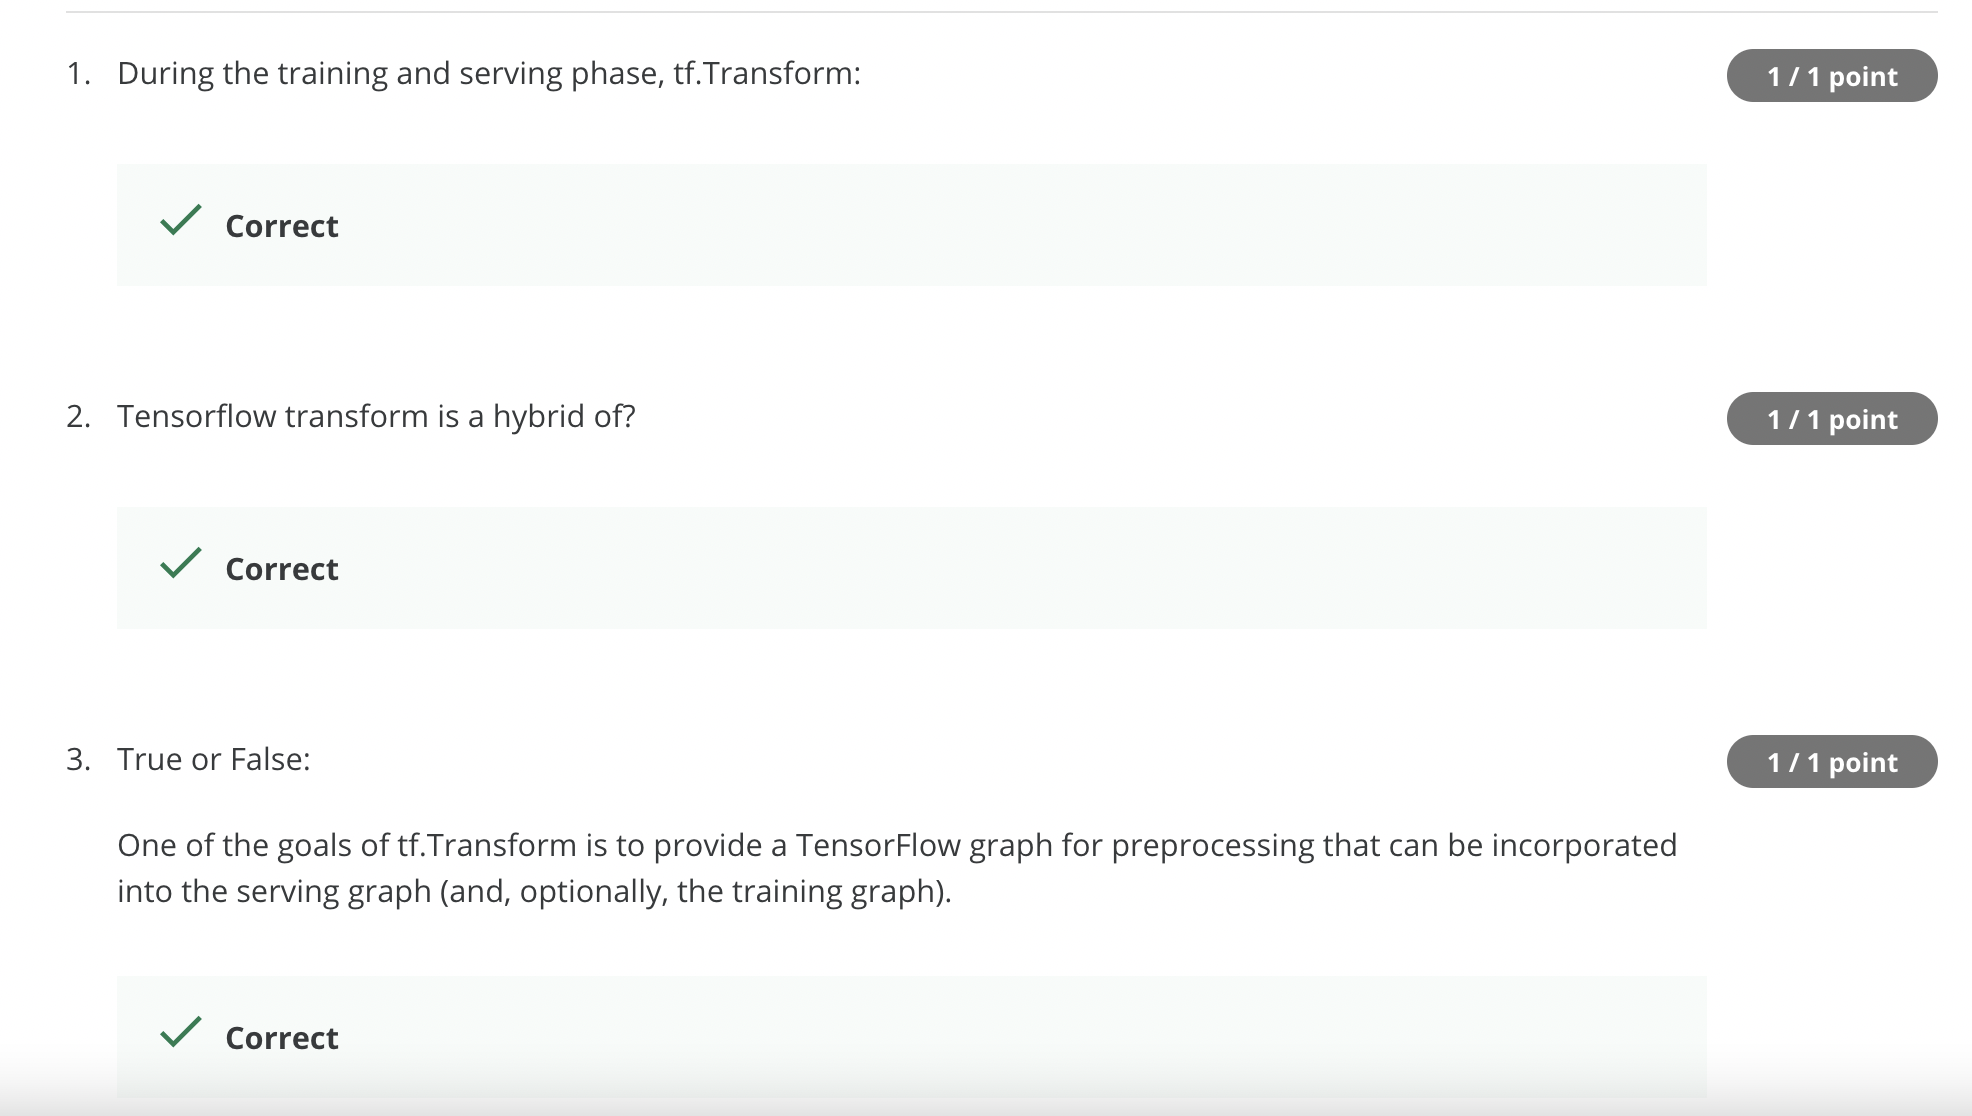 1. During the training and serving phase, tf.Transform:
1 / 1 point
Correct
2. Tensorflow transform is a hybrid of?
1 / 1 point
Correct
3. True or False:
1 / 1 point
One of the goals of tf.Transform is to provide a TensorFlow graph for preprocessing that can be incorporated
into the serving graph (and, optionally, the training graph).
Correct